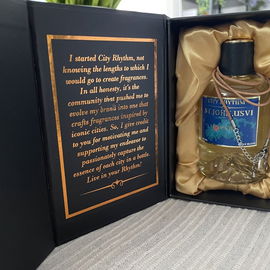 I started City Rhythm, not
knowing the lengths to which I
would go to create fragrances.
In all honesty, it's the
community that pushed me to
evolve my brand into one that
crafts fragrances inspired by
iconic cities. So, I give credit
to you for motivating me and
supporting my endeavor to
passionately capture the
essence of each city in a bottle.
Live in your Rhythm!
CITY RHYTHM